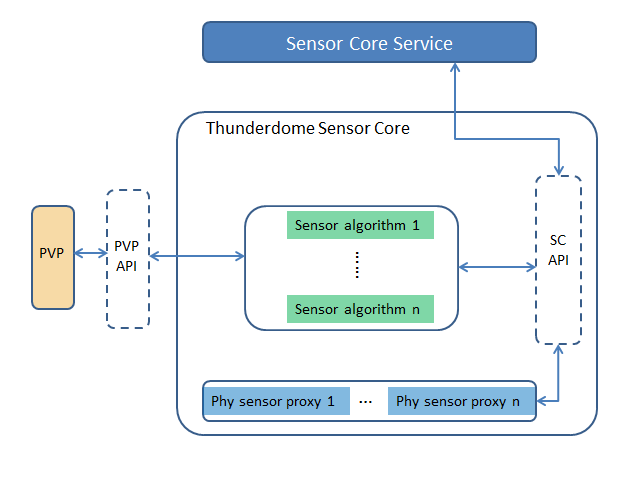 Sensor Core Service
Thunderdome Sensor Core
PVP
PVP
API
Sensor algorithm 1
Sensor algorithm n
SC
API
Phy sensor proxy 1 ... Phy sensor proxy n